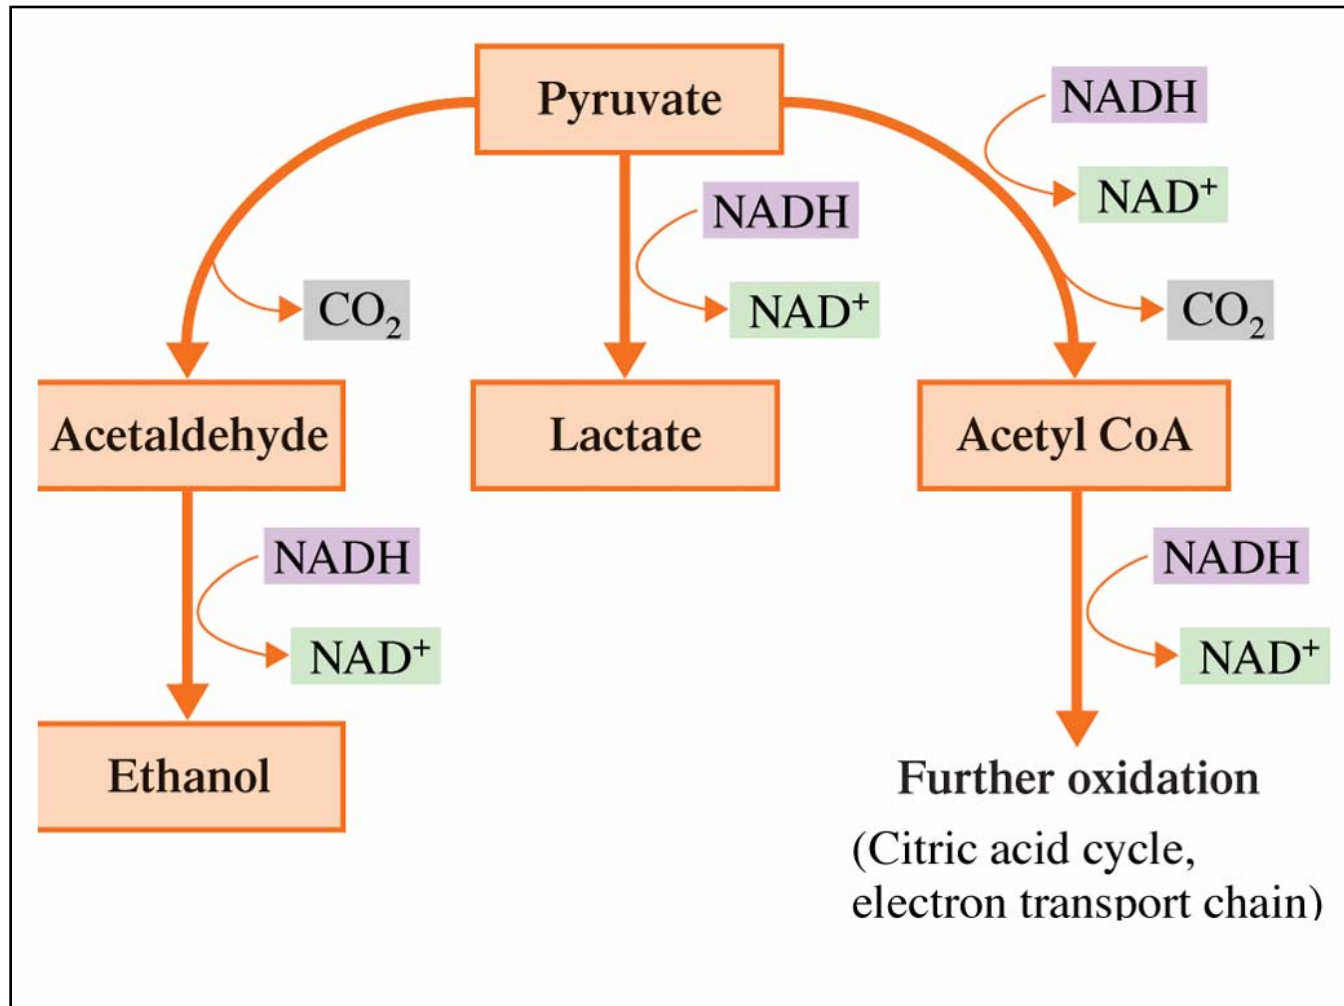 Pyruvate
NADH
NAD⁺
NADH
NAD⁺
CO₂
CO₂
Acetaldehyde
Lactate
Acetyl CoA
NADH
NAD⁺
NADH
NAD⁺
Ethanol
Further oxidation
(Citric acid cycle,
electron transport chain)